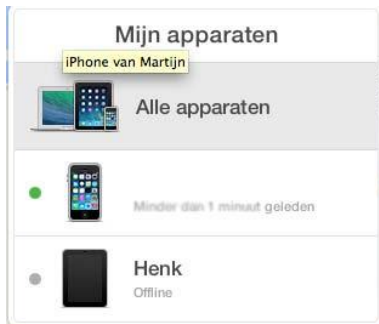 Mijn apparaten
iPhone van Martijn
Alle apparaten
Minder dan 1 minuut geleden
Henk
Offline